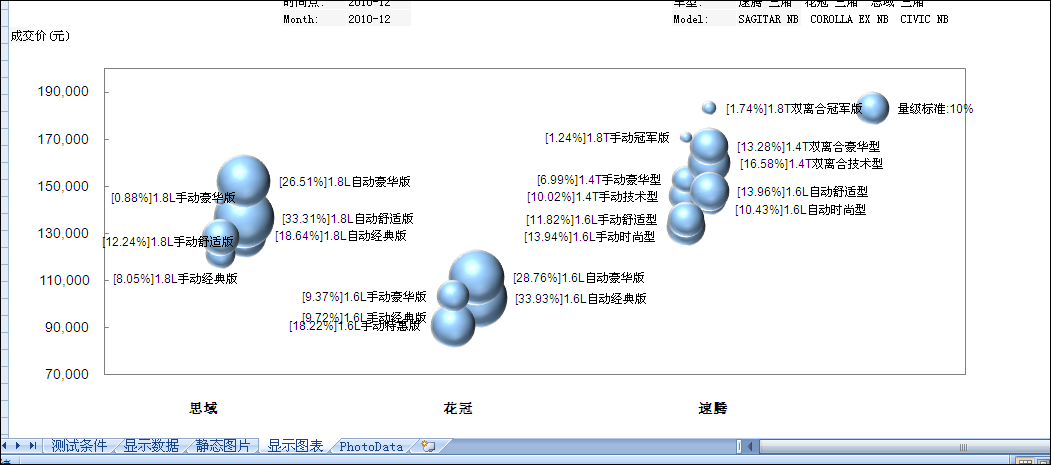 时间点: 2010-12 车型: 速腾 三厢 花冠 三厢 思域 三厢
Month: 2010-12 Model: SAGITAR NB COROLLA EX NB CIVIC NB
成交价(元)
190,000
170,000
150,000
130,000
110,000
90,000
70,000
[1.74%]1.8T双离合冠军版
量级标准:10%
[1.24%]1.8T手动冠军版
[13.28%]1.4T双离合豪华型
[16.58%]1.4T双离合技术型
[6.99%]1.4T手动豪华型
[10.02%]1.4T手动技术型
[13.96%]1.6L自动舒适型
[10.43%]1.6L自动时尚型
[11.82%]1.6L手动舒适型
[13.94%]1.6L手动时尚型
[26.51%]1.8L自动豪华版
[0.88%]1.8L手动豪华版
[33.31%]1.8L自动舒适版
[18.64%]1.8L自动经典版
[12.24%]1.8L手动舒适版
[8.05%]1.8L手动经典版
[28.76%]1.6L自动豪华版
[9.37%]1.6L手动豪华版
[33.93%]1.6L自动经典版
[9.72%]1.6L手动经典版
[18.22%]1.6L手动特惠版
思域 花冠 速腾
测试条件 显示数据 静态图片 显示图表 PhotoData